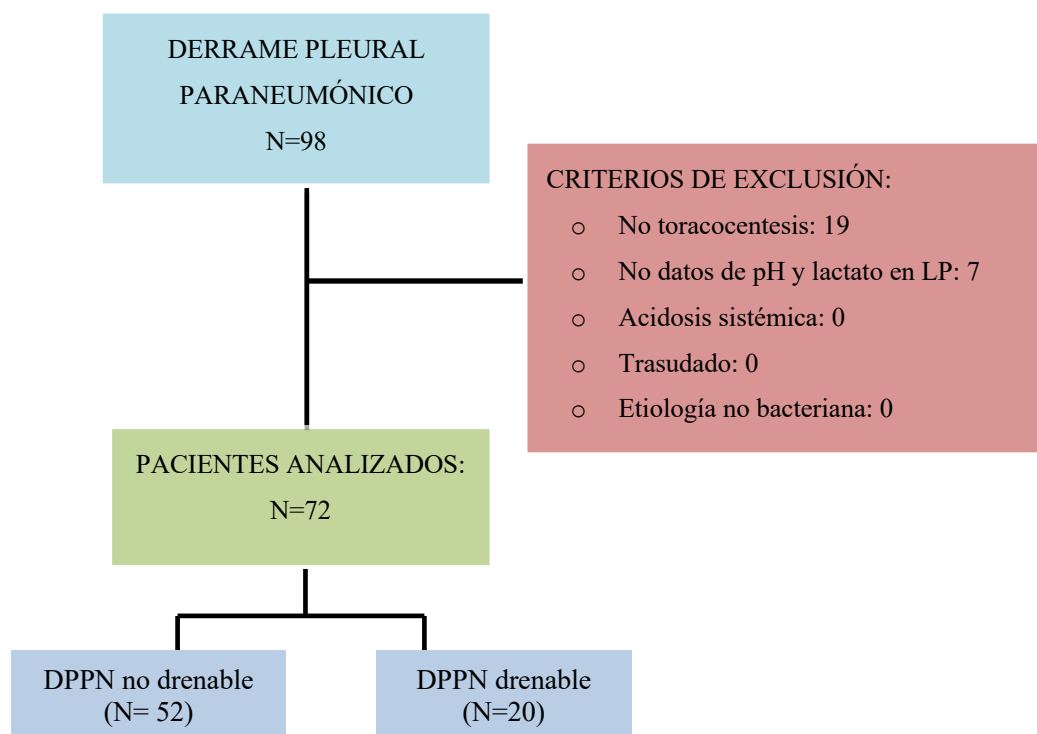 DERRAME PLEURAL
PARANEUMÓNICO
N=98
CRITERIOS DE EXCLUSIÓN:
o No toracocentesis: 19
o No datos de pH y lactato en LP: 7
o Acidosis sistémica: 0
o Trasudado: 0
o Etiología no bacteriana: 0
PACIENTES ANALIZADOS:
N=72
DPPN no drenable
(N= 52)
DPPN drenable
(N=20)